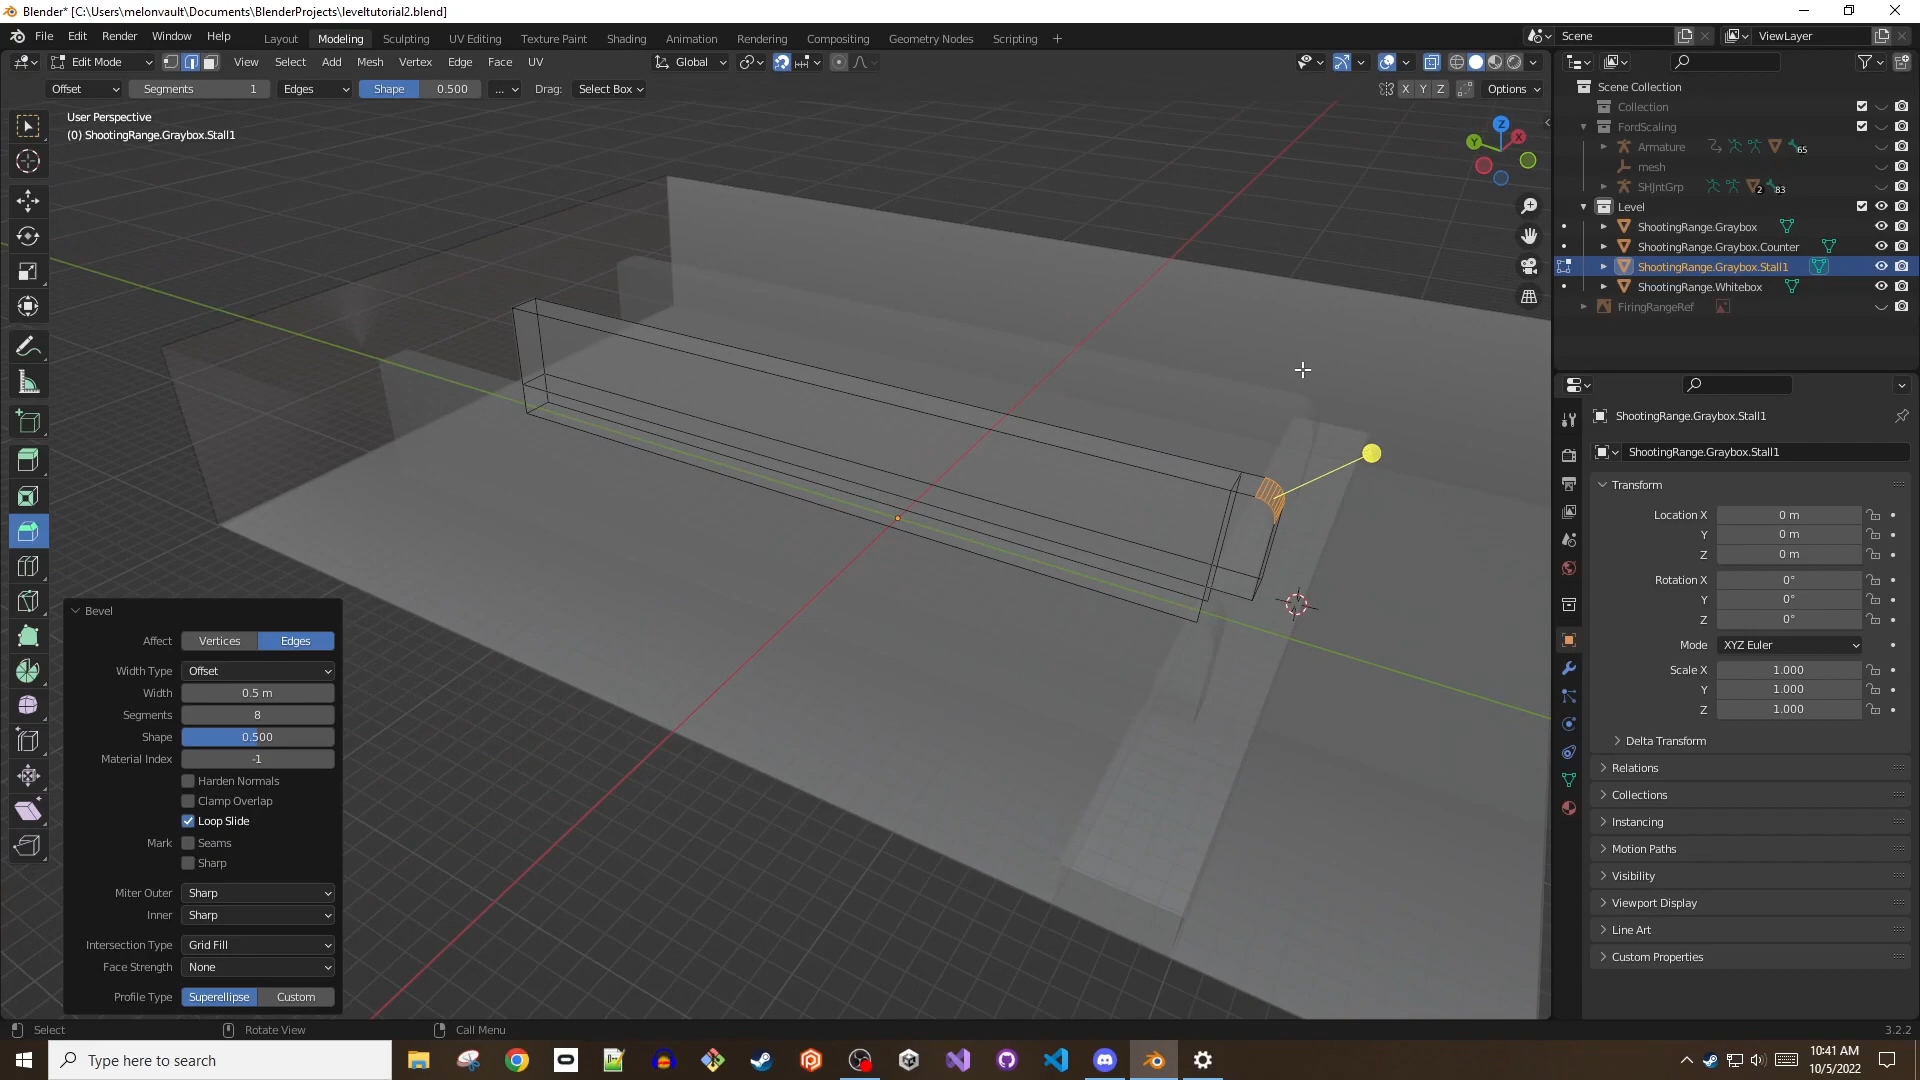 Blender* [C:\Users\melonvault\Documents\BlenderProjects\leveltutorial2.blend]
File Edit Render Window Help Layout Modeling Sculpting UV Editing Texture Paint Shading Animation Rendering Compositing Geometry Nodes Scripting + Scene ViewLayer
Edit Mode View Select Add Mesh Vertex Edge Face UV Global
Offset Segments 1 Edges Shape 0.500 ... Drag: Select Box X Y Z Options
User Perspective
(0) ShootingRange.Graybox.Stall1
Z
X
Y
Scene Collection
Collection
FordScaling
Armature 65
mesh
SHJntGrp 2 83
Level
ShootingRange.Graybox
ShootingRange.Graybox.Counter
ShootingRange.Graybox.Stall1
ShootingRange.Whitebox
FiringRangeRef
ShootingRange.Graybox.Stall1
ShootingRange.Graybox.Stall1
Transform
Location X 0 m
Y 0 m
Z 0 m
Rotation X 0°
Y 0°
Z 0°
Mode XYZ Euler
Scale X 1.000
Y 1.000
Z 1.000
Delta Transform
Relations
Collections
Instancing
Motion Paths
Visibility
Viewport Display
Line Art
Custom Properties
Bevel
Affect Vertices Edges
Width Type Offset
Width 0.5 m
Segments 8
Shape 0.500
Material Index -1
Harden Normals
Clamp Overlap
Loop Slide
Mark Seams
Sharp
Miter Outer Sharp
Inner Sharp
Intersection Type Grid Fill
Face Strength None
Profile Type Superellipse Custom
Select Rotate View Call Menu 3.2.2
Type here to search
10:41 AM
10/5/2022